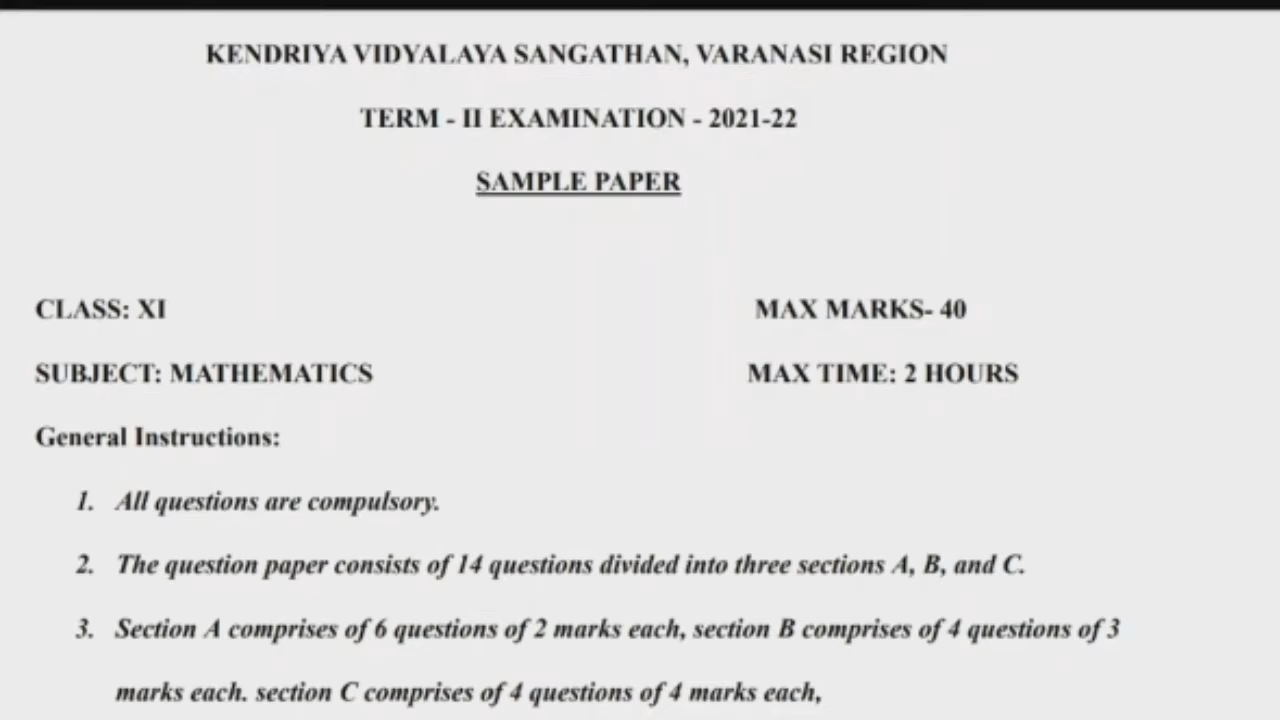 KENDRIYA VIDYALAYA SANGATHAN, VARANASI REGION
TERM - II EXAMINATION - 2021-22
SAMPLE PAPER
CLASS: XI MAX MARKS- 40
SUBJECT: MATHEMATICS MAX TIME: 2 HOURS
General Instructions:
1. All questions are compulsory.
2. The question paper consists of 14 questions divided into three sections A, B, and C.
3. Section A comprises of 6 questions of 2 marks each, section B comprises of 4 questions of 3
marks each. section C comprises of 4 questions of 4 marks each,